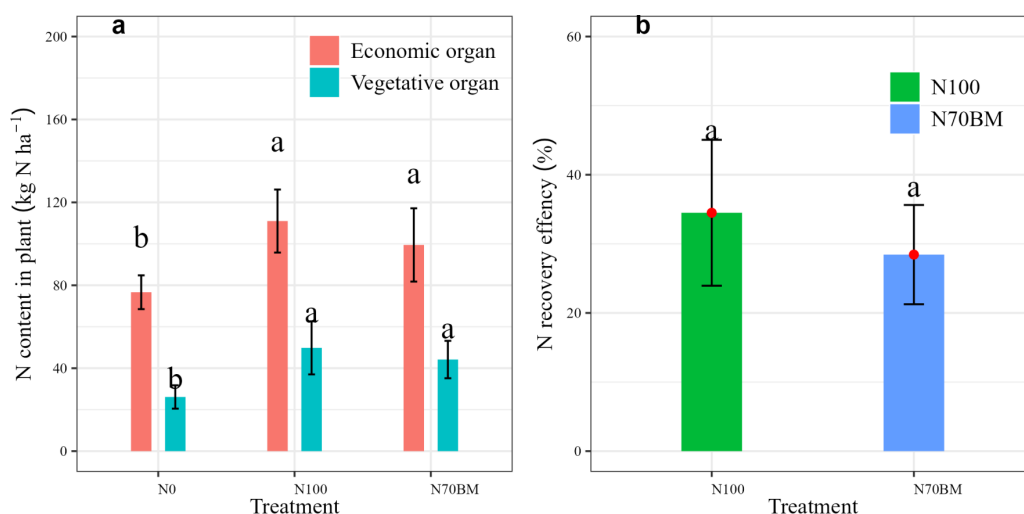 a
N content in plant (kg N ha⁻¹)
200
160
120
80
40
0
Economic organ
Vegetative organ
b
b
a
a
a
a
N0
N100
N70BM
Treatment
b
N recovery effency (%)
60
40
20
0
N100
N70BM
a
a
N100
N70BM
Treatment